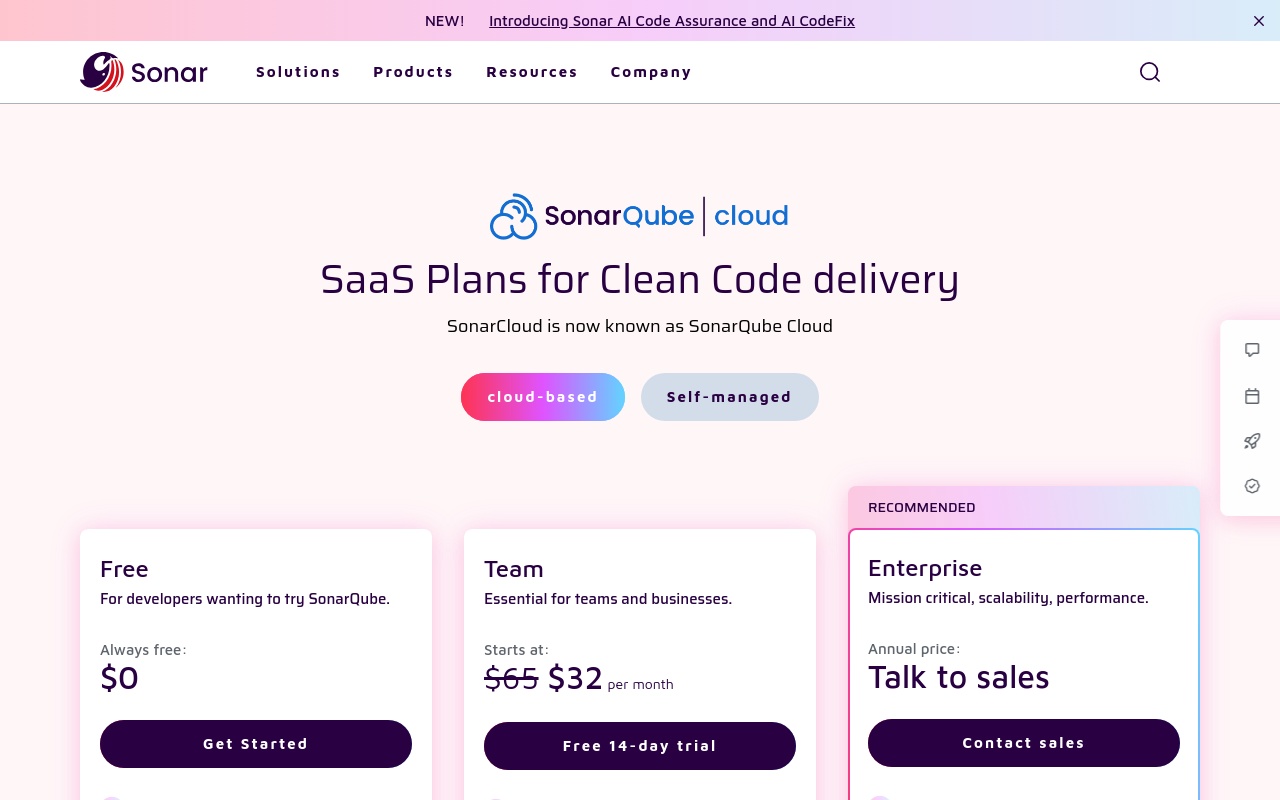 NEW! Introducing Sonar AI Code Assurance and AI CodeFix
Sonar Solutions Products Resources Company
SonarQube cloud
SaaS Plans for Clean Code delivery
SonarCloud is now known as SonarQube Cloud
cloud-based Self-managed
RECOMMENDED
Free
For developers wanting to try SonarQube.
Always free:
$0
Get Started
Team
Essential for teams and businesses.
Starts at:
$65 $32 per month
Free 14-day trial
Enterprise
Mission critical, scalability, performance.
Annual price:
Talk to sales
Contact sales